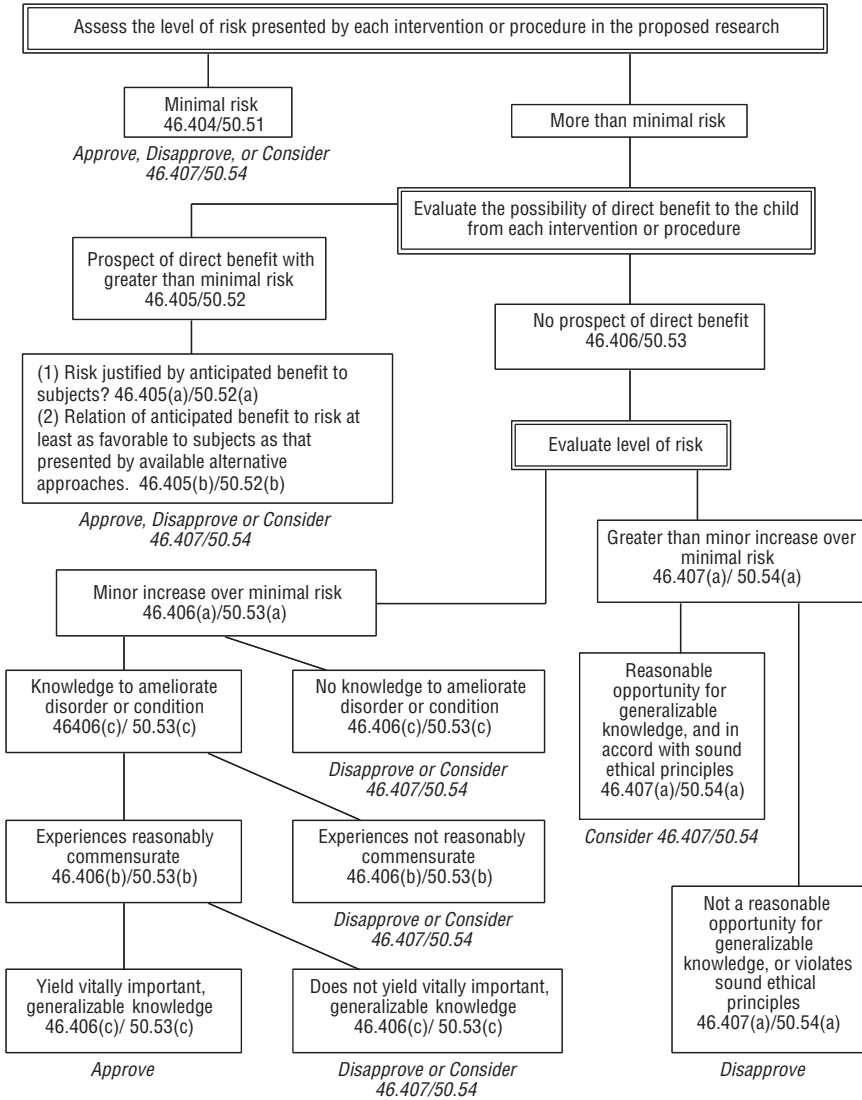 Assess the level of risk presented by each intervention or procedure in the proposed research
Minimal risk
46.404/50.51
Approve, Disapprove, or Consider
46.407/50.54
More than minimal risk
Evaluate the possibility of direct benefit to the child
from each intervention or procedure
Prospect of direct benefit with
greater than minimal risk
46.405/50.52
No prospect of direct benefit
46.406/50.53
(1) Risk justified by anticipated benefit to
subjects? 46.405(a)/50.52(a)
(2) Relation of anticipated benefit to risk at
least as favorable to subjects as that
presented by available alternative
approaches. 46.405(b)/50.52(b)
Approve, Disapprove or Consider
46.407/50.54
Evaluate level of risk
Greater than minor increase over
minimal risk
46.407(a)/ 50.54(a)
Minor increase over minimal risk
46.406(a)/50.53(a)
Knowledge to ameliorate
disorder or condition
46406(c)/ 50.53(c)
No knowledge to ameliorate
disorder or condition
46.406(c)/50.53(c)
Disapprove or Consider
46.407/50.54
Reasonable
opportunity for
generalizable
knowledge, and in
accord with sound
ethical principles
46.407(a)/50.54(a)
Consider 46.407/50.54
Experiences reasonably
commensurate
46.406(b)/50.53(b)
Experiences not reasonably
commensurate
46.406(b)/50.53(b)
Disapprove or Consider
46.407/50.54
Not a reasonable
opportunity for
generalizable
knowledge, or violates
sound ethical
principles
46.407(a)/50.54(a)
Disapprove
Yield vitally important,
generalizable knowledge
46.406(c)/ 50.53(c)
Approve
Does not yield vitally important,
generalizable knowledge
46.406(c)/ 50.53(c)
Disapprove or Consider
46.407/50.54